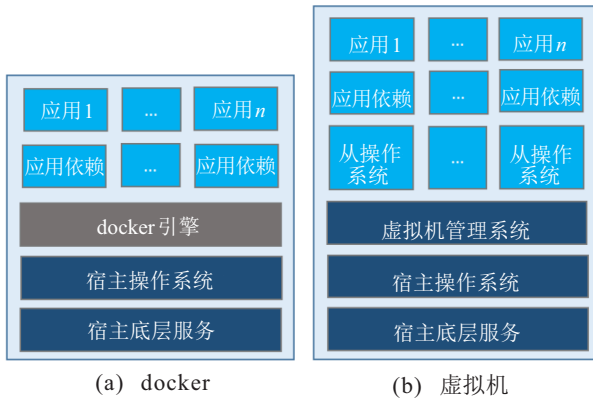 应用1 ... 应用n
应用依赖 ... 应用依赖
docker引擎
宿主操作系统
宿主底层服务
(a) docker
应用1 ... 应用n
应用依赖 ... 应用依赖
从操作 ... 从操作
系统 系统
虚拟机管理系统
宿主操作系统
宿主底层服务
(b) 虚拟机